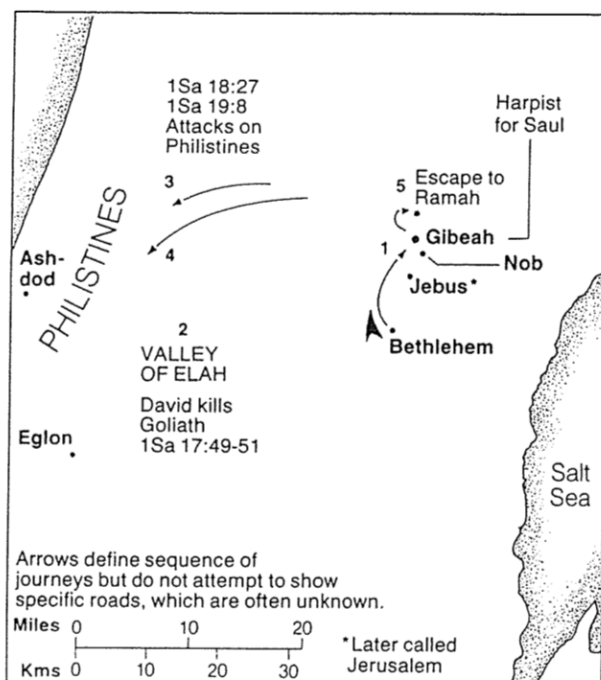 1Sa 18:27
1Sa 19:8
Attacks on
Philistines
Harpist
for Saul
3
4
5
Escape to
Ramah
1
Gibeah
Nob
Jebus*
Bethlehem
PHILISTINES
Ash-
dod
2
VALLEY
OF ELAH
David kills
Goliath
1Sa 17:49-51
Eglon
Salt
Sea
Arrows define sequence of
journeys but do not attempt to show
specific roads, which are often unknown.
Miles 0 10 20
Kms 0 10 20 30
*Later called
Jerusalem